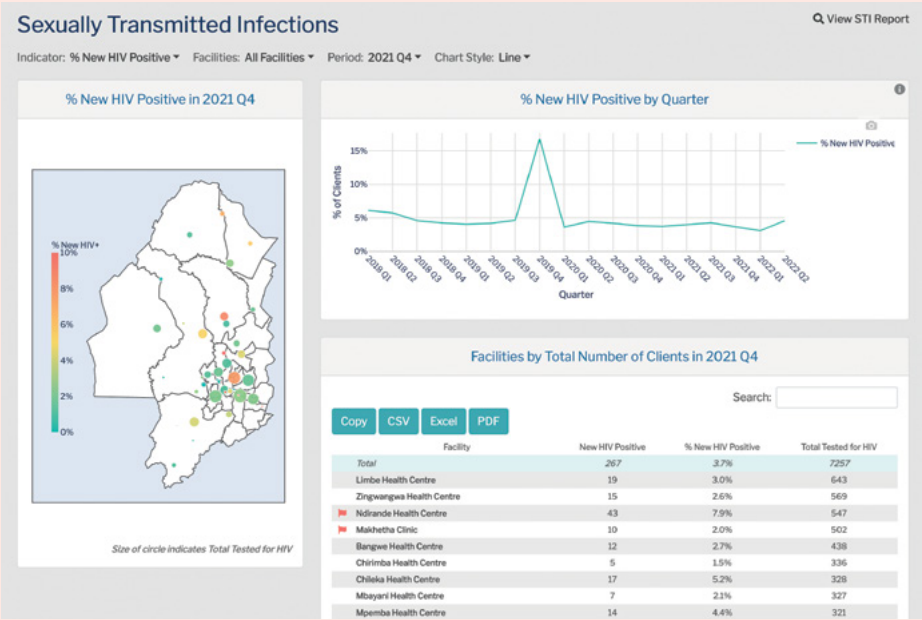 Sexually Transmitted Infections
View STI Report
Indicator: % New HIV Positive Facilities: All Facilities Period: 2021 Q4 Chart Style: Line
% New HIV Positive in 2021 Q4
% New HIV+
10%
8%
6%
4%
2%
0%
Size of circle indicates Total Tested for HIV
% New HIV Positive by Quarter
% New HIV Positive
% of Clients
15%
10%
5%
0%
2018 Q1
2018 Q2
2018 Q3
2018 Q4
2019 Q1
2019 Q2
2019 Q3
2019 Q4
2020 Q1
2020 Q2
2020 Q3
2020 Q4
2021 Q1
2021 Q2
2021 Q3
2021 Q4
2022 Q1
2022 Q2
Quarter
Facilities by Total Number of Clients in 2021 Q4
Search:
Copy CSV Excel PDF
Facility New HIV Positive % New HIV Positive Total Tested for HIV
Total 267 3.7% 7257
Limbe Health Centre 19 3.0% 643
Zingwangwa Health Centre 15 2.6% 569
Ndirande Health Centre 43 7.9% 547
Makhetha Clinic 10 2.0% 502
Bangwe Health Centre 12 2.7% 438
Chirimba Health Centre 5 1.5% 336
Chileka Health Centre 17 5.2% 328
Mbayani Health Centre 7 2.1% 327
Mpemba Health Centre 14 4.4% 321